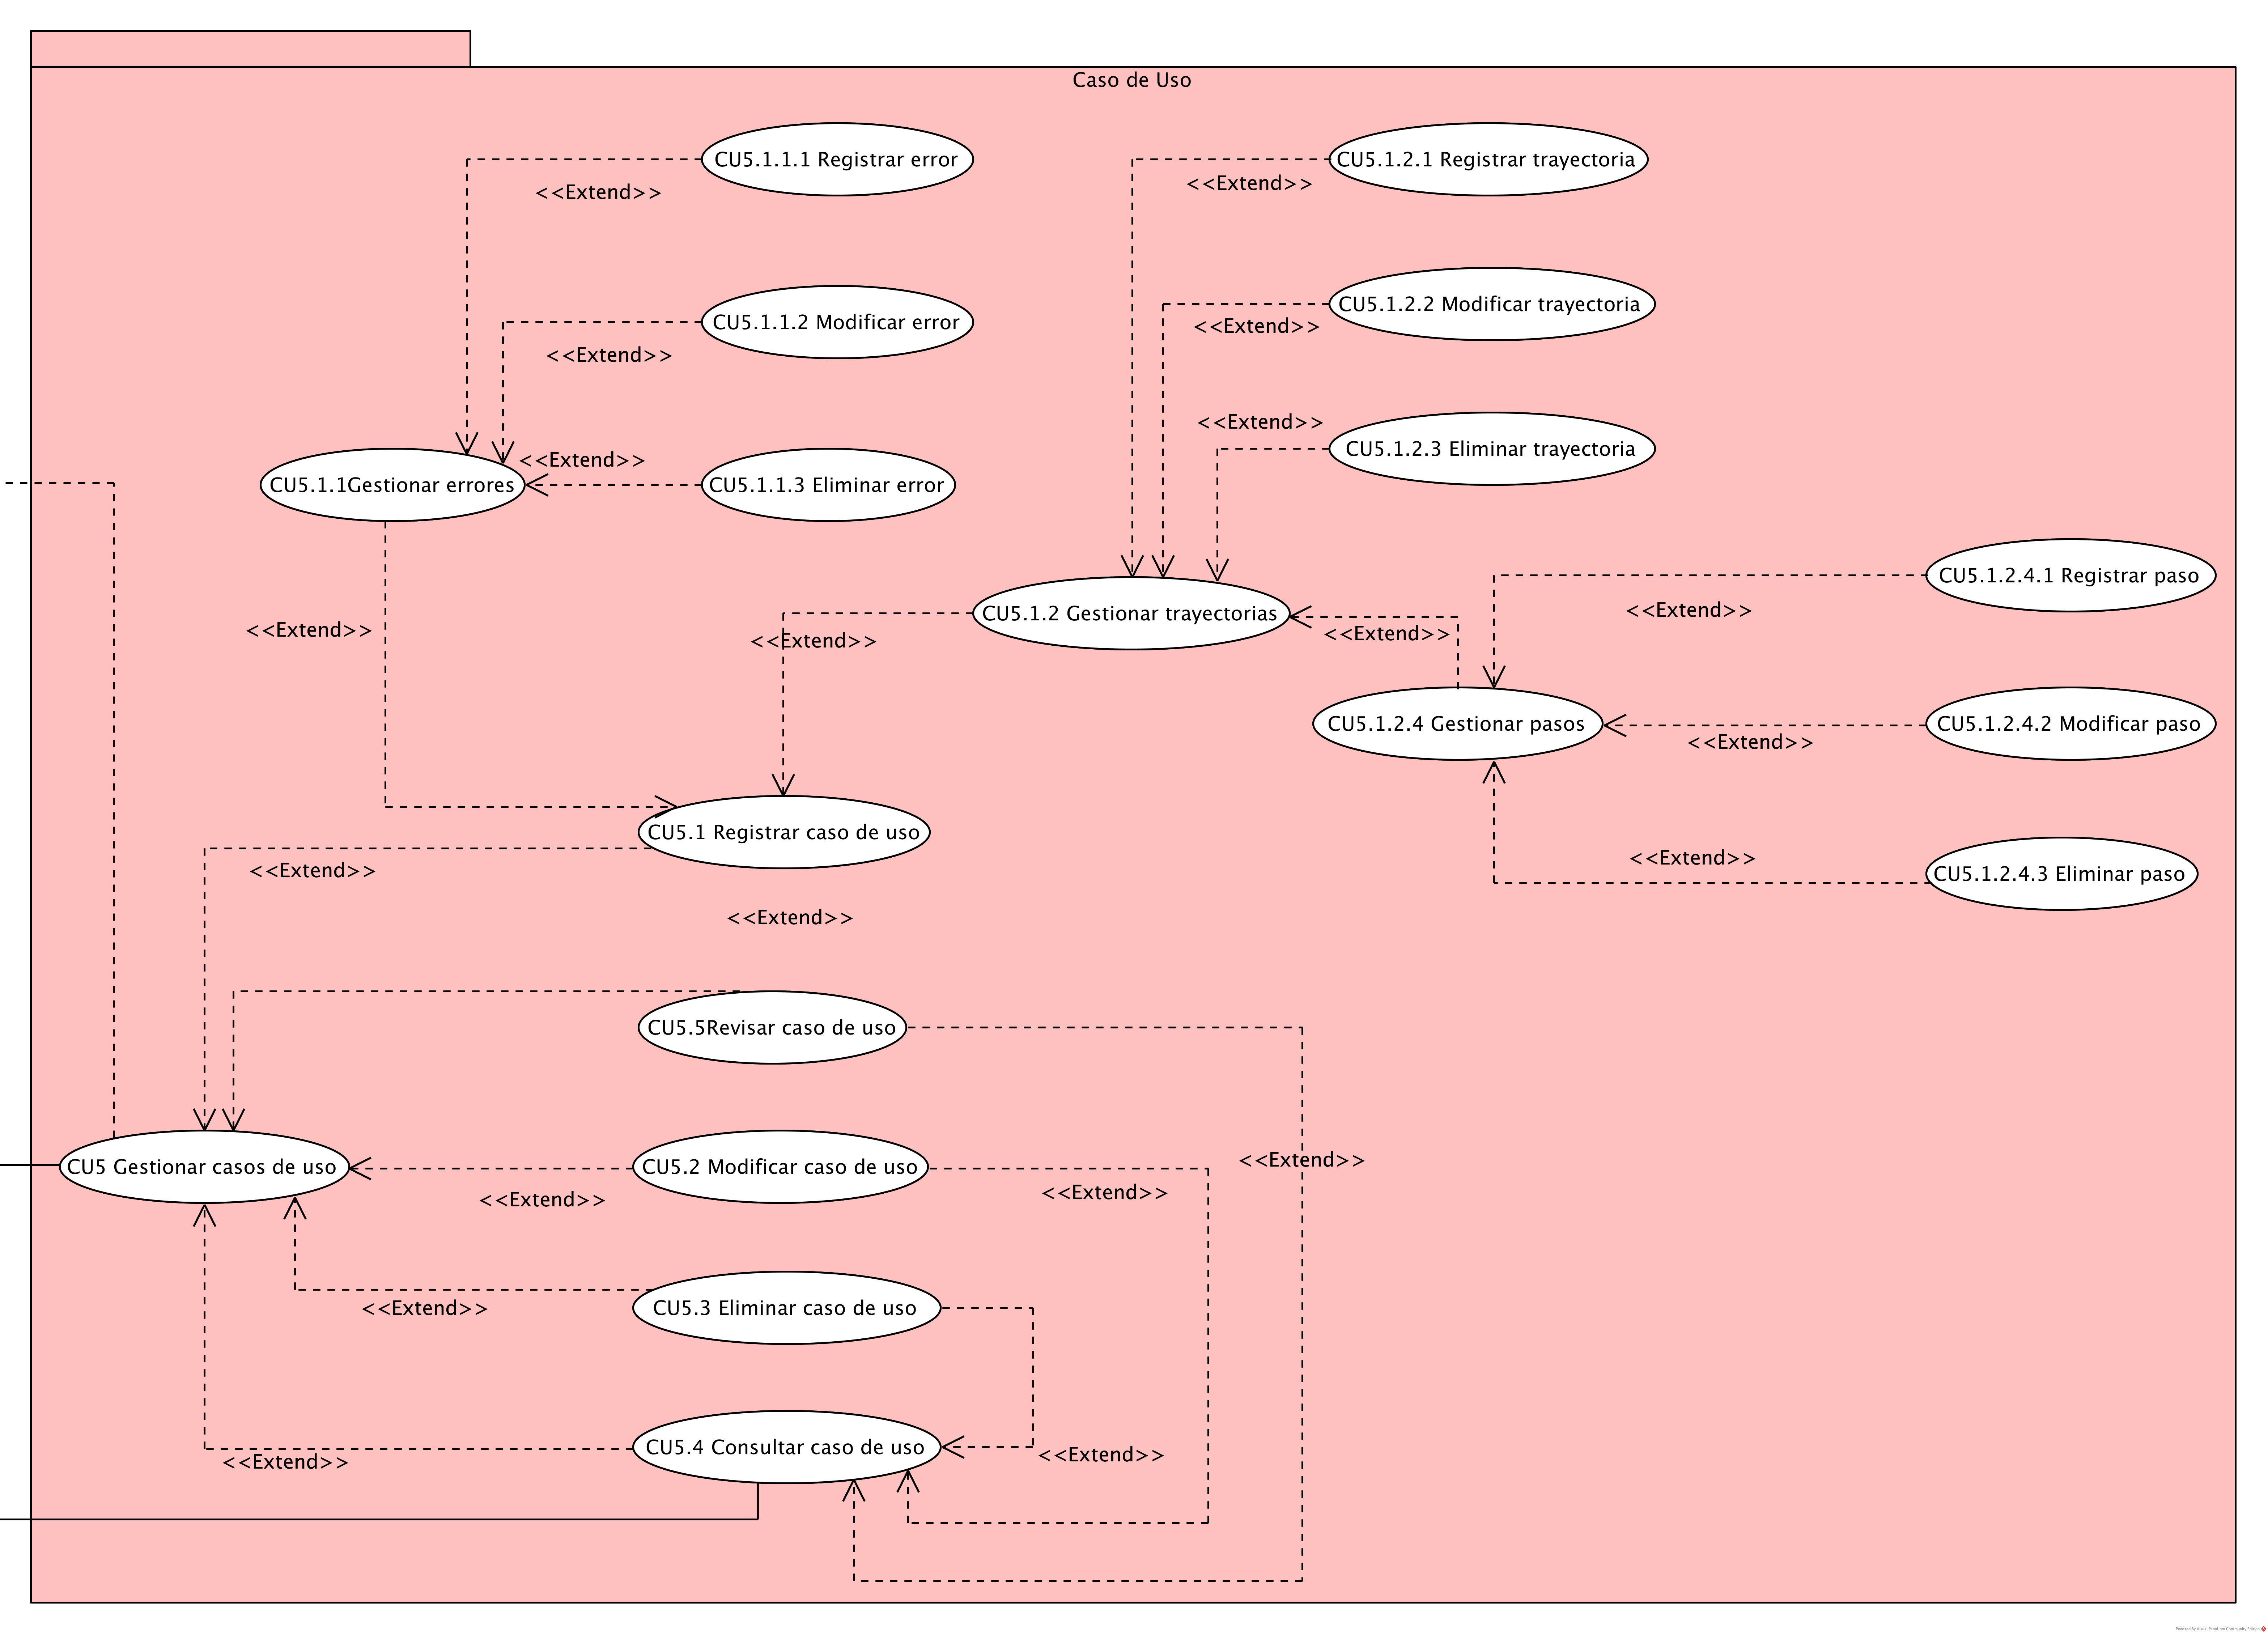 Caso de Uso
CU5.1.1.1 Registrar error
CU5.1.2.1 Registrar trayectoria
<<Extend>>
<<Extend>>
CU5.1.2.2 Modificar trayectoria
CU5.1.1.2 Modificar error
<<Extend>>
<<Extend>>
<<Extend>>
CU5.1.2.3 Eliminar trayectoria
<<Extend>>
CU5.1.1Gestionar errores
CU5.1.1.3 Eliminar error
CU5.1.2.4.1 Registrar paso
<<Extend>>
CU5.1.2 Gestionar trayectorias
<<Extend>>
<<Extend>>
<<Extend>>
CU5.1.2.4 Gestionar pasos
CU5.1.2.4.2 Modificar paso
<<Extend>>
CU5.1 Registrar caso de uso
<<Extend>>
<<Extend>>
CU5.1.2.4.3 Eliminar paso
<<Extend>>
CU5.5Revisar caso de uso
<<Extend>>
CU5 Gestionar casos de uso
CU5.2 Modificar caso de uso
<<Extend>>
<<Extend>>
CU5.3 Eliminar caso de uso
<<Extend>>
CU5.4 Consultar caso de uso
<<Extend>>
<<Extend>>
Powered By Visual Paradigm Community Edition